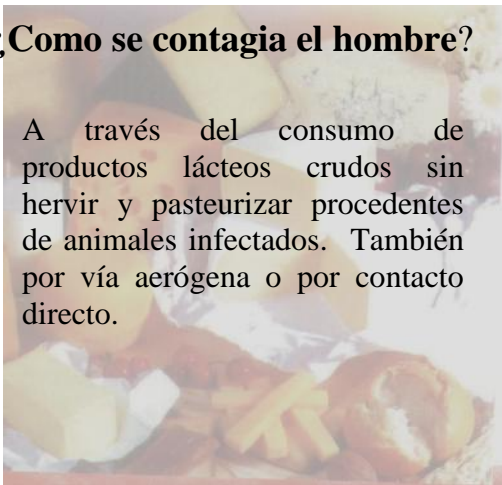 ¿Como se contagia el hombre?
A través del consumo de
productos lácteos crudos sin
hervir y pasteurizar procedentes
de animales infectados. También
por vía aerógena o por contacto
directo.